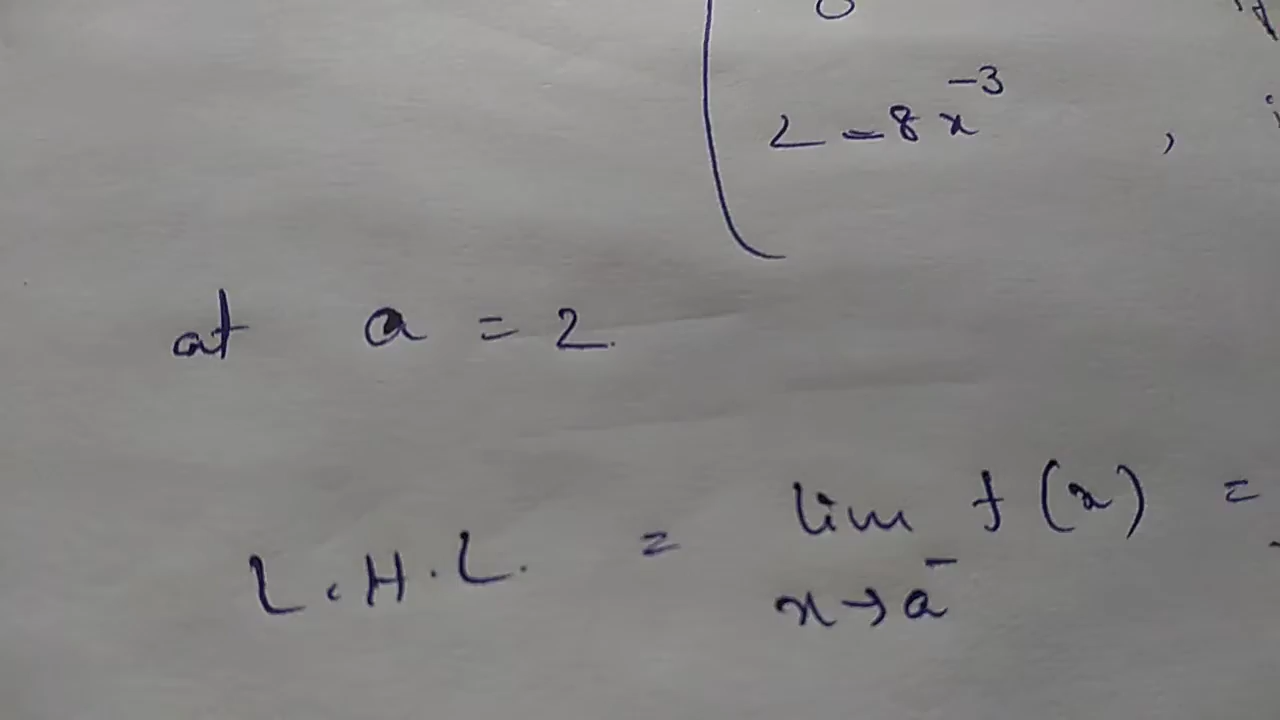 2 - 8x⁻³ ,
at a = 2.
L.H.L. = lim f(x) =
x→a⁻